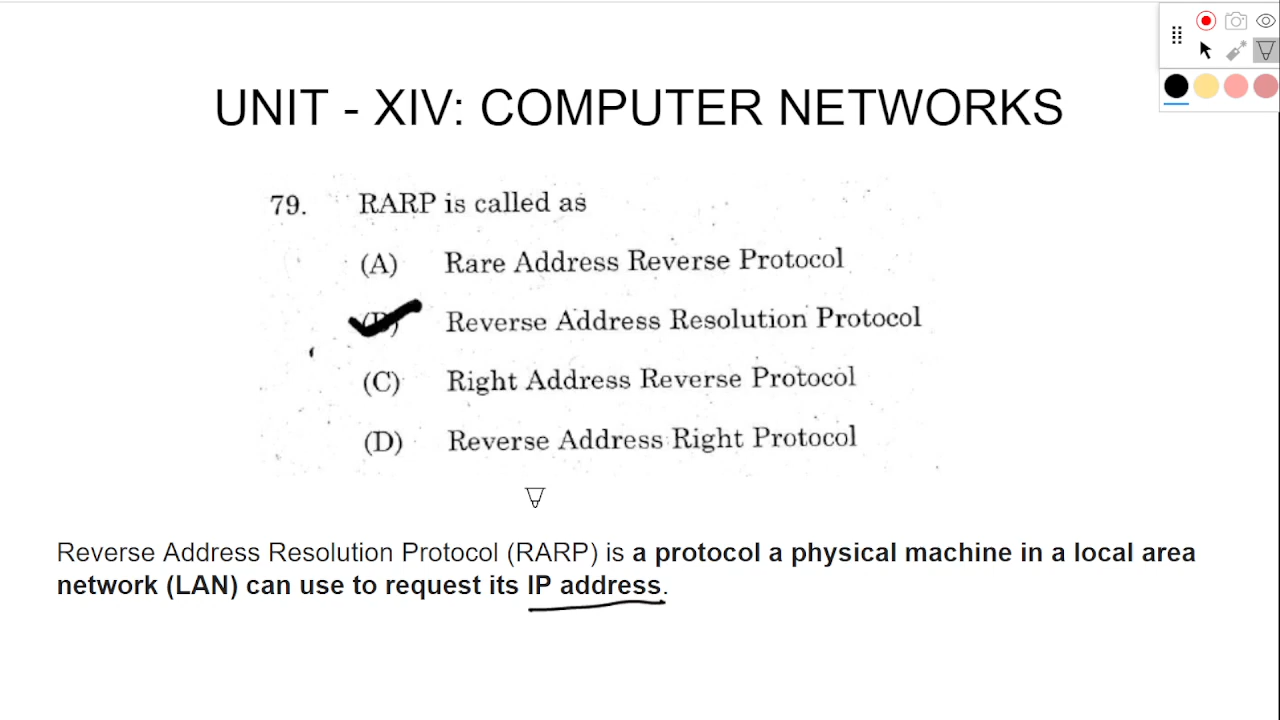 UNIT - XIV: COMPUTER NETWORKS
79. RARP is called as
(A) Rare Address Reverse Protocol
(B) Reverse Address Resolution Protocol
(C) Right Address Reverse Protocol
(D) Reverse Address Right Protocol
Reverse Address Resolution Protocol (RARP) is a protocol a physical machine in a local area
network (LAN) can use to request its IP address.